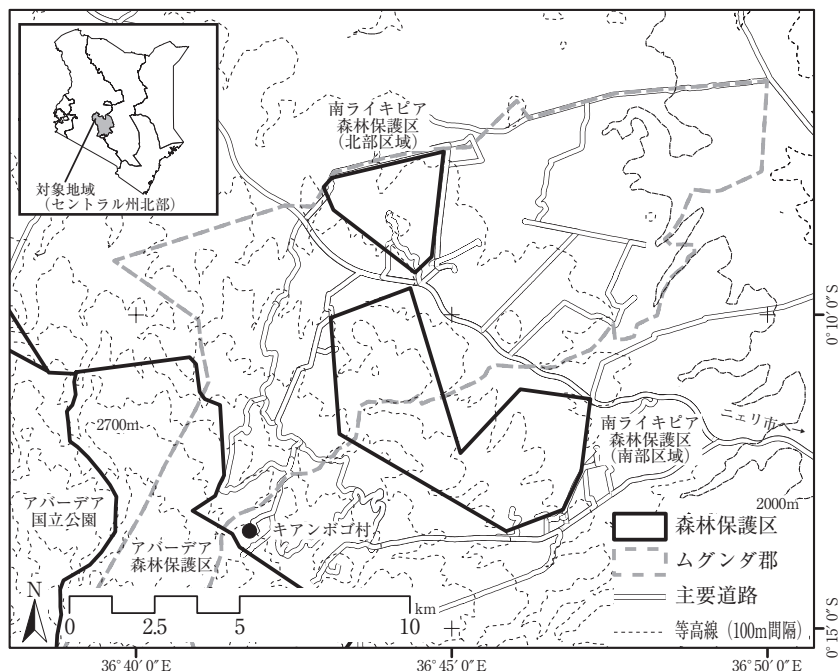 対象地域
（セントラル州北部）
南ライキピア
森林保護区
（北部区域）
0°10′0″S
2700m
ニェリ市
南ライキピア
森林保護区
（南部区域）
2000m
アバーデア
国立公園
アバーデア
森林保護区
キアンボゴ村
森林保護区
ムグンダ郡
主要道路
等高線（100m間隔）
N
km
0 2.5 5 10
0°15′0″S
36°40′0″E 36°45′0″E 36°50′0″E